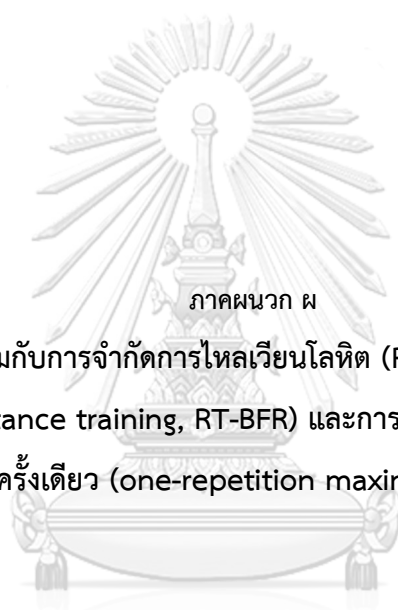 ภาคผนวก ผ
มกับการจำกัดการไหลเวียนโลหิต (
tance training, RT-BFR) และการ
ครั้งเดียว (one-repetition maxin